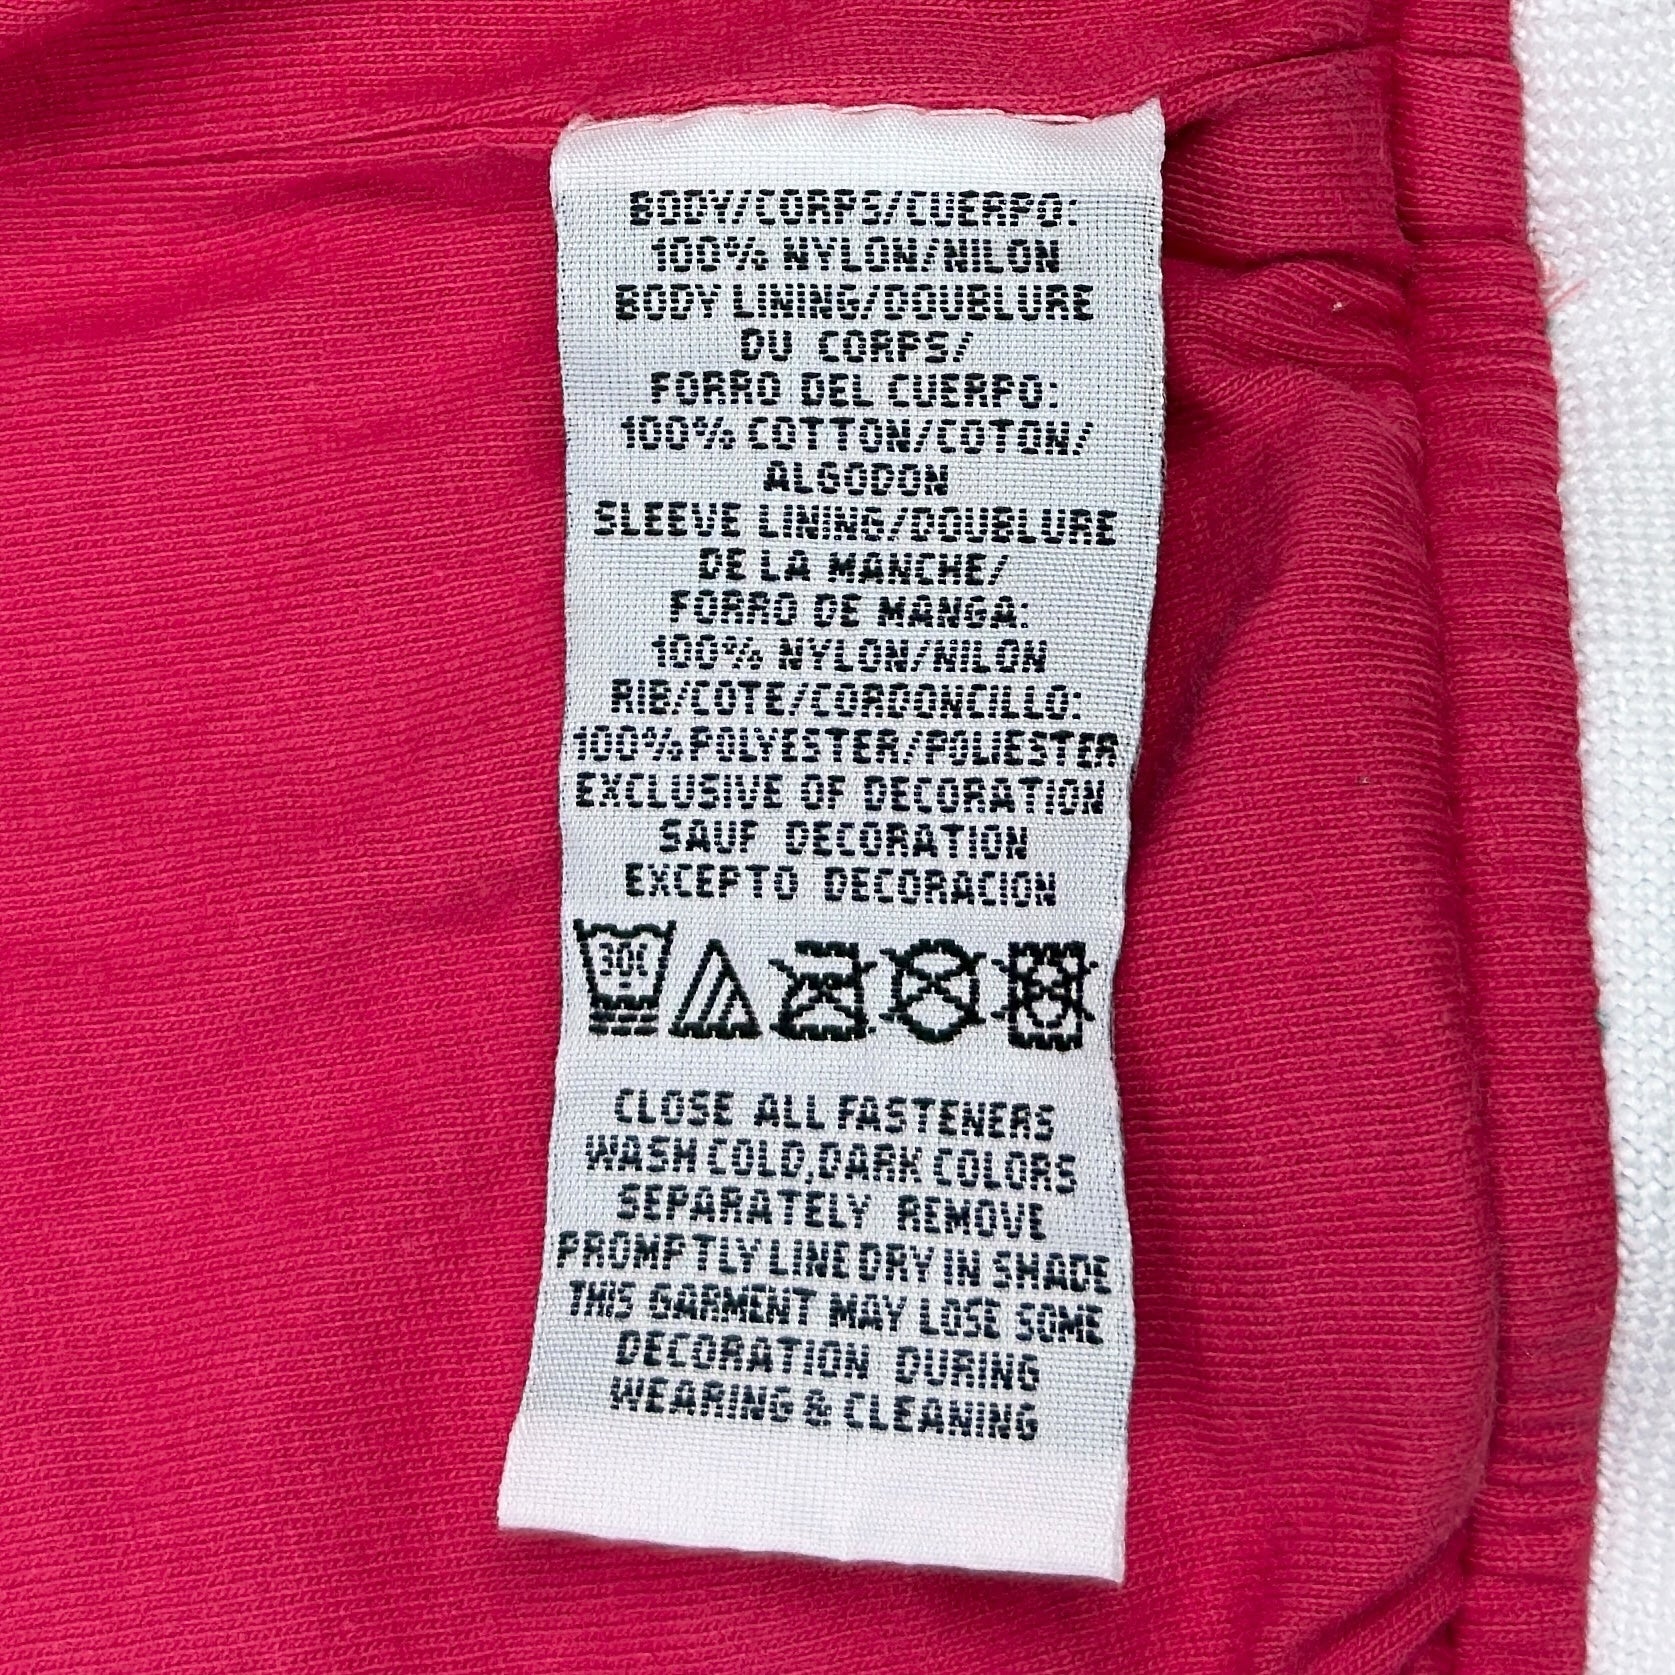 BODY/CORPS/CUERPO:
100% NYLON/NILON
BODY LINING/DOUBLURE
DU CORPS/
FORRO DEL CUERPO:
100% COTTON/COTON/
ALGODON
SLEEVE LINING/DOUBLURE
DE LA MANCHE/
FORRO DE MANGA:
100% NYLON/NILON
RIB/COTE/CORDONCILLO:
100% POLYESTER/POLIESTER
EXCLUSIVE OF DECORATION
SAUF DECORATION
EXCEPTO DECORACION
30C
CLOSE ALL FASTENERS
WASH COLD,DARK COLORS
SEPARATELY REMOVE
PROMPTLY LINE DRY IN SHADE
THIS GARMENT MAY LOSE SOME
DECORATION DURING
WEARING & CLEANING